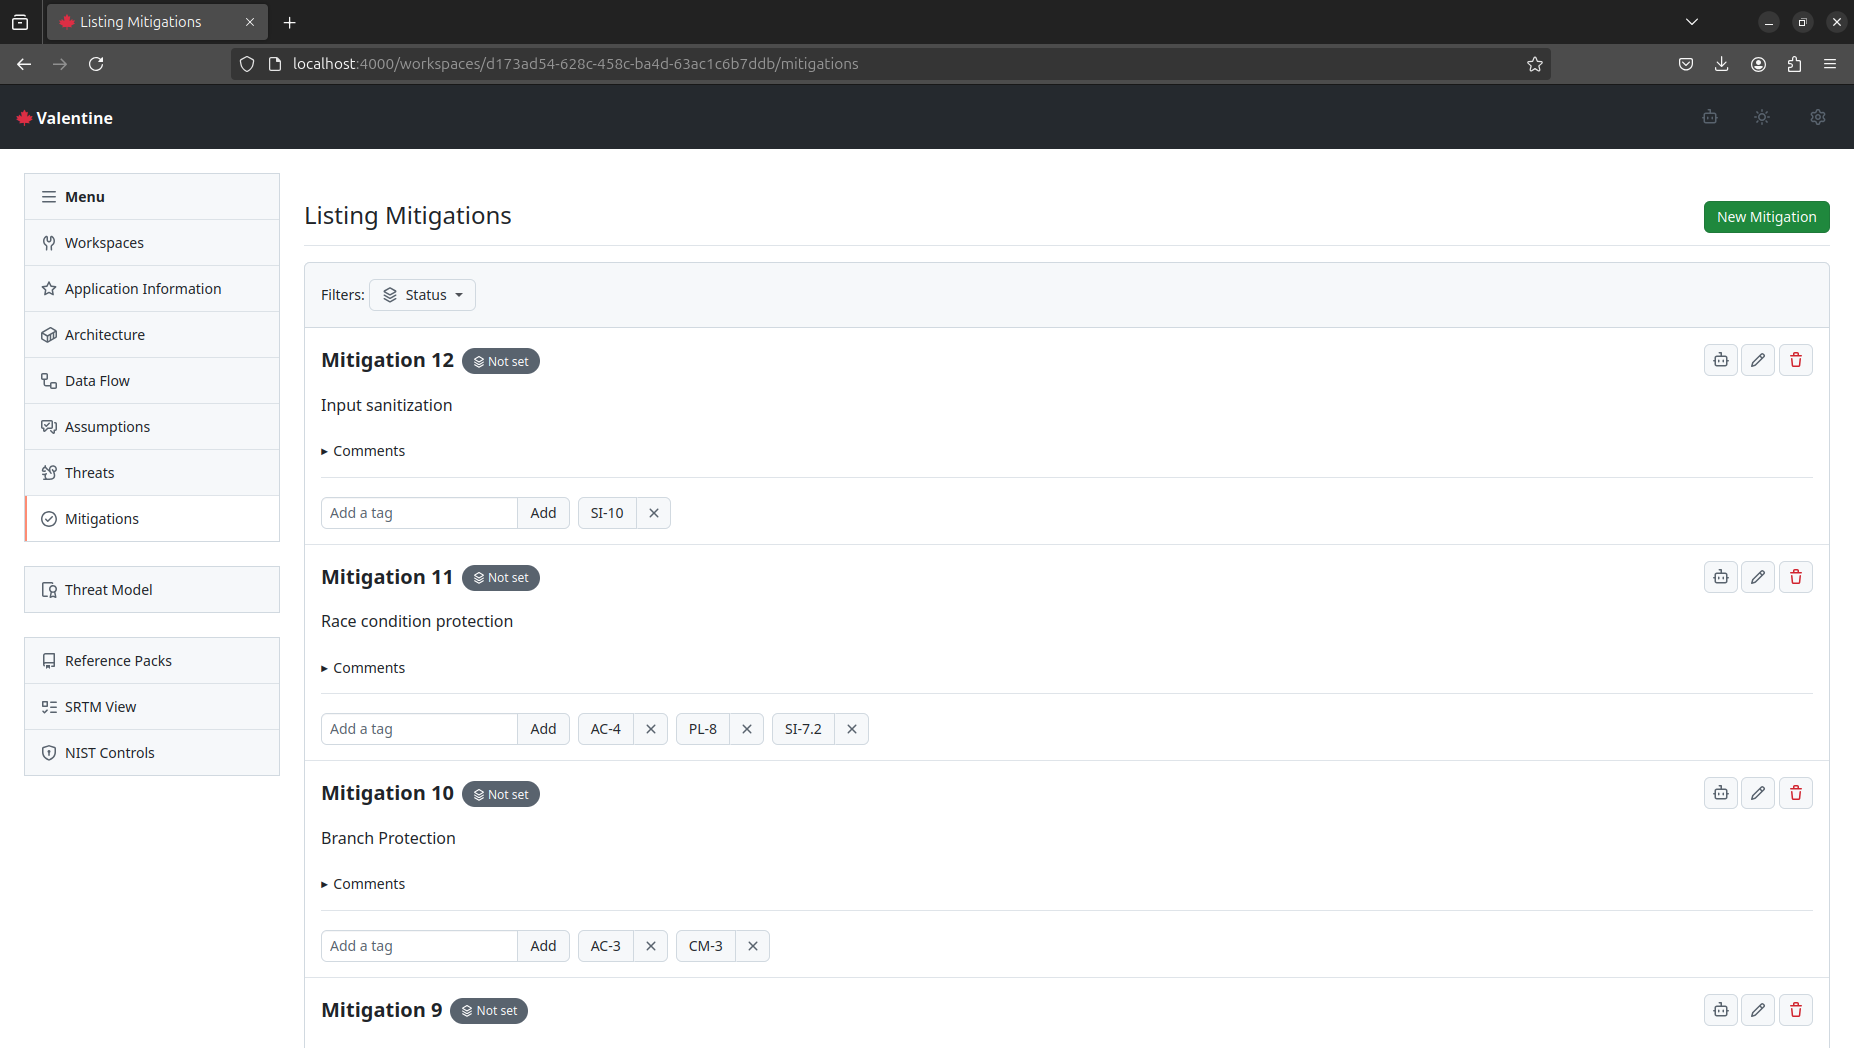 Listing Mitigations
localhost:4000/workspaces/d173ad54-628c-458c-ba4d-63ac1c6b7ddb/mitigations
Valentine
Menu
Workspaces
Application Information
Architecture
Data Flow
Assumptions
Threats
Mitigations
Threat Model
Reference Packs
SRTM View
NIST Controls
Listing Mitigations
New Mitigation
Filters: Status
Mitigation 12 Not set
Input sanitization
Comments
Add a tag Add SI-10
Mitigation 11 Not set
Race condition protection
Comments
Add a tag Add AC-4 PL-8 SI-7.2
Mitigation 10 Not set
Branch Protection
Comments
Add a tag Add AC-3 CM-3
Mitigation 9 Not set